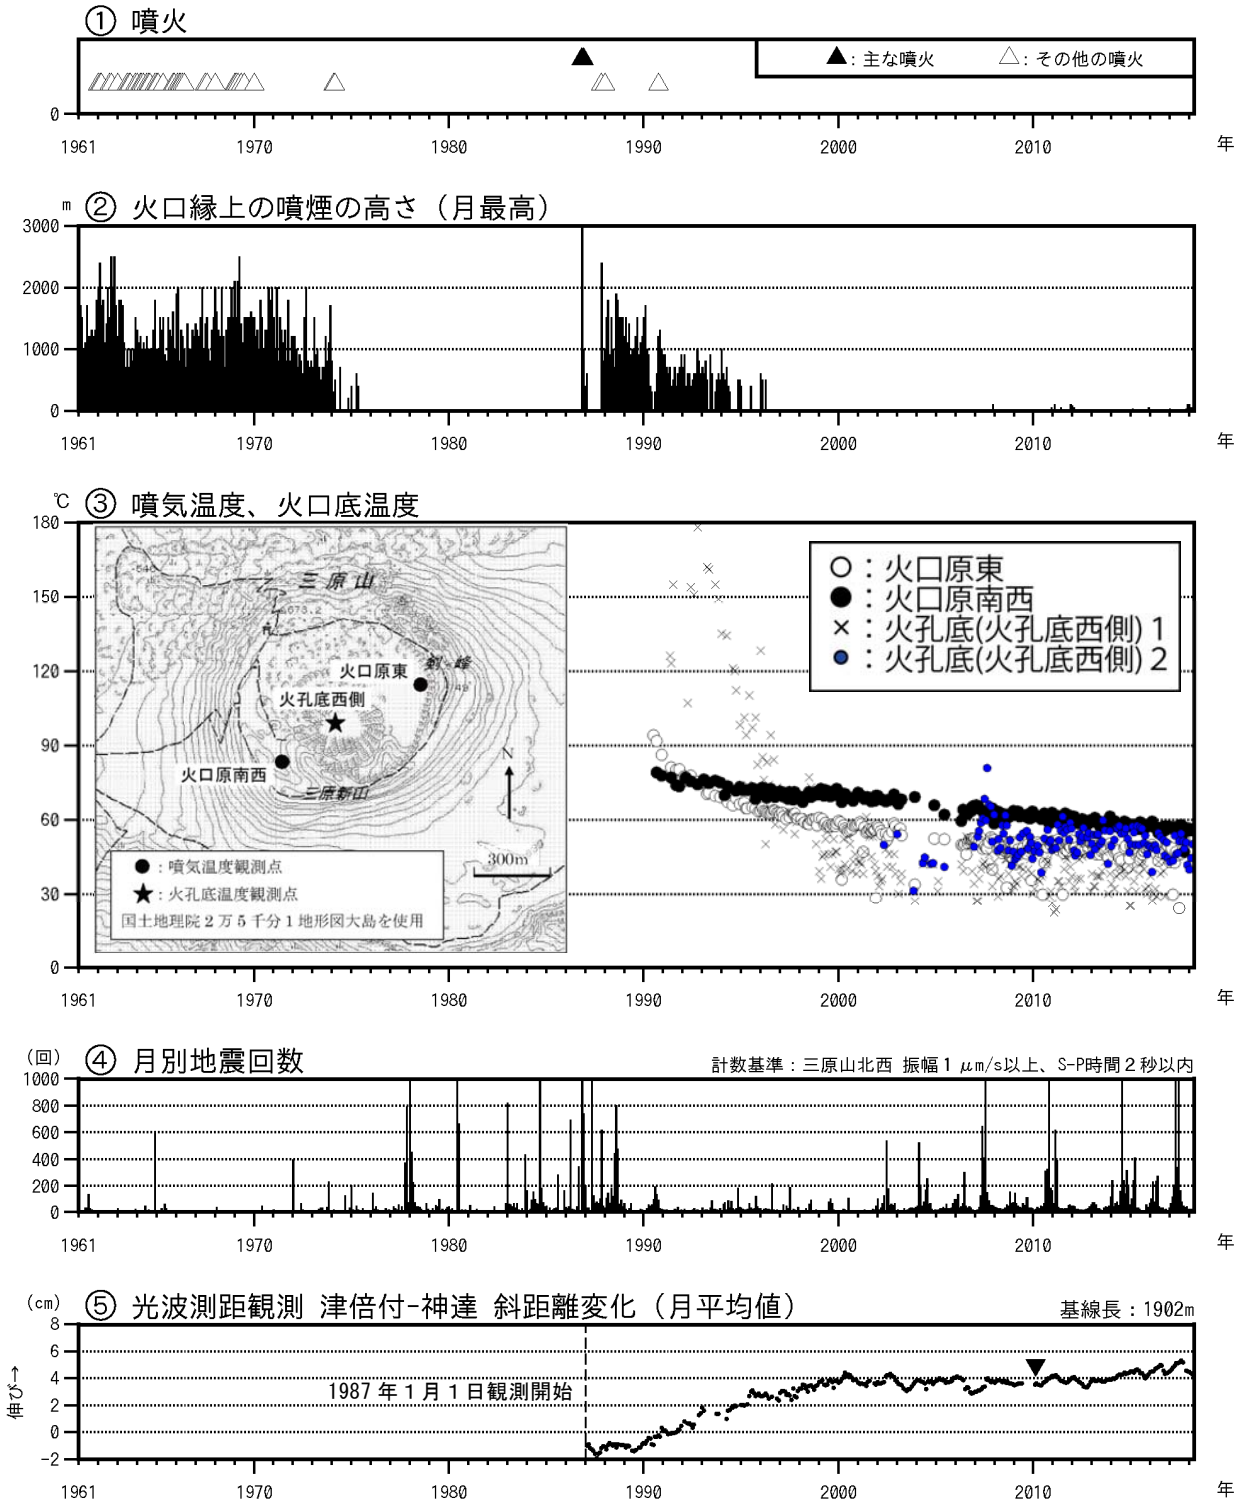 ① 噴火
▲：主な噴火 △：その他の噴火
0
1961 1970 1980 1990 2000 2010 年
m ② 火口縁上の噴煙の高さ（月最高）
3000
2000
1000
0
1961 1970 1980 1990 2000 2010 年
℃ ③ 噴気温度、火口底温度
180
150
120
90
60
30
0
三原山
673.2
火口原東
剣ヶ峰
火孔底西側
火口原南西
三原新山
N
300m
●：噴気温度観測点
★：火孔底温度観測点
国土地理院２万５千分１地形図大島を使用
○：火口原東
●：火口原南西
×：火孔底(火孔底西側)１
●：火孔底(火孔底西側)２
1961 1970 1980 1990 2000 2010 年
(回) ④ 月別地震回数
計数基準：三原山北西 振幅１μm/s以上、S-P時間２秒以内
1000
800
600
400
200
0
1961 1970 1980 1990 2000 2010 年
(cm) ⑤ 光波測距観測 津倍付-神達 斜距離変化（月平均値）
基線長：1902m
8
6
4
2
0
-2
伸び→
1987年１月１日観測開始
1961 1970 1980 1990 2000 2010 年